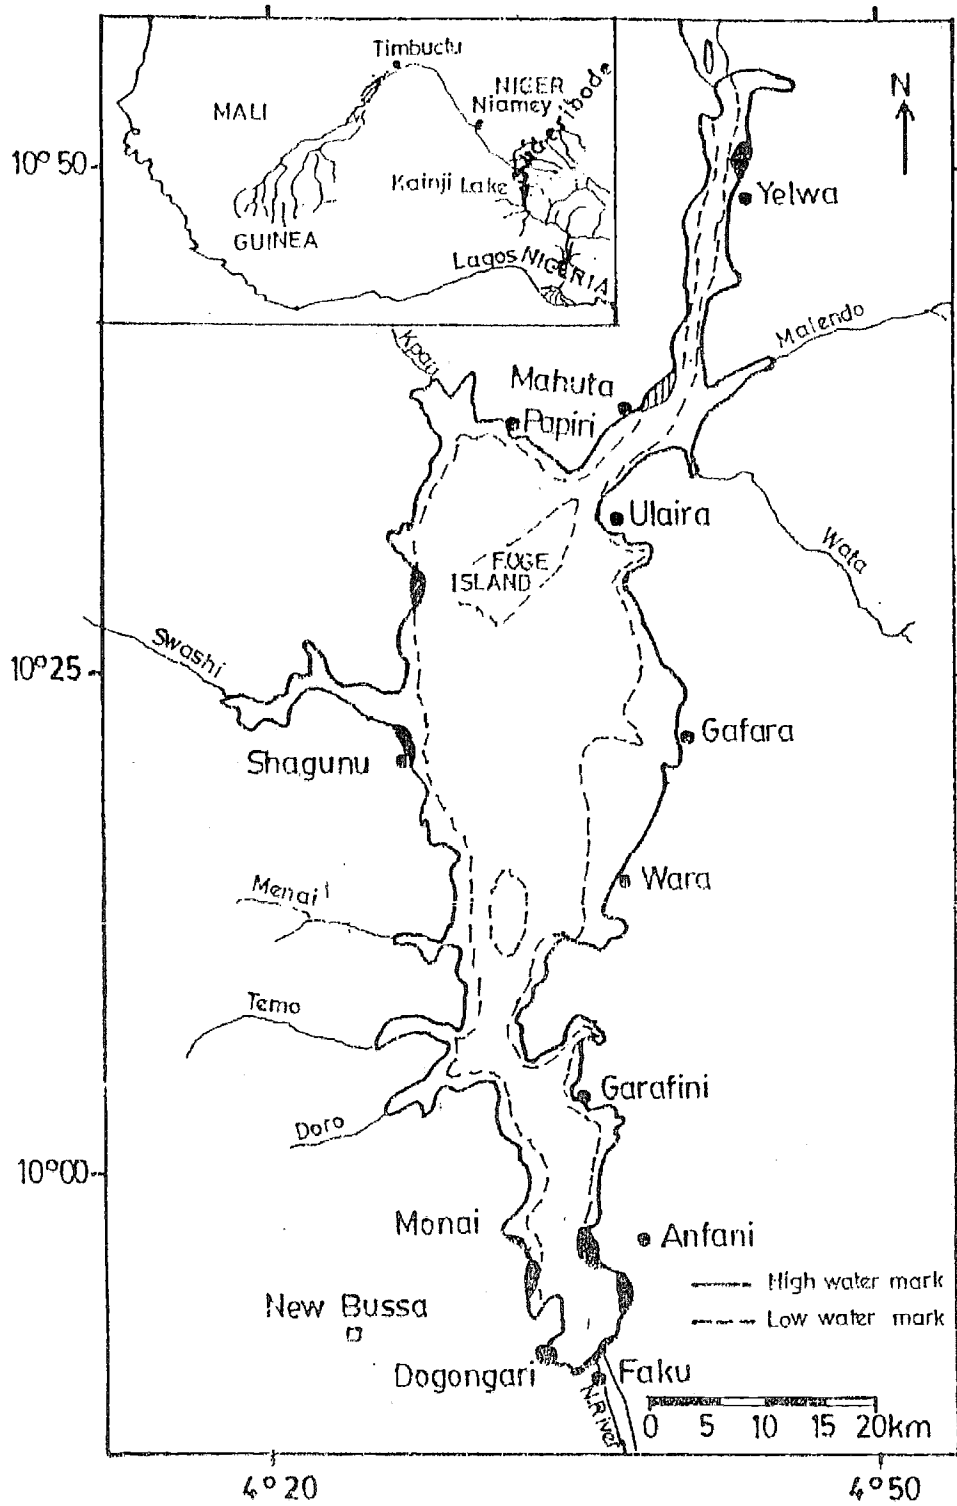 Timbuctu
NIGER
Niamey
MALI
Kainji Lake
GUINEA
Lagos
NIGERIA
N
10°50
Yelwa
Malendo
Mahuta
Papiri
Ulaira
Wata
FOGE
ISLAND
10°25
Swashi
Gafara
Shagunu
Wara
Menai
Temo
Garafini
Doro
10°00
Monai
Anfani
High water mark
New Bussa
Low water mark
Dogongari
Faku
N.River
0 5 10 15 20km
4°20
4°50